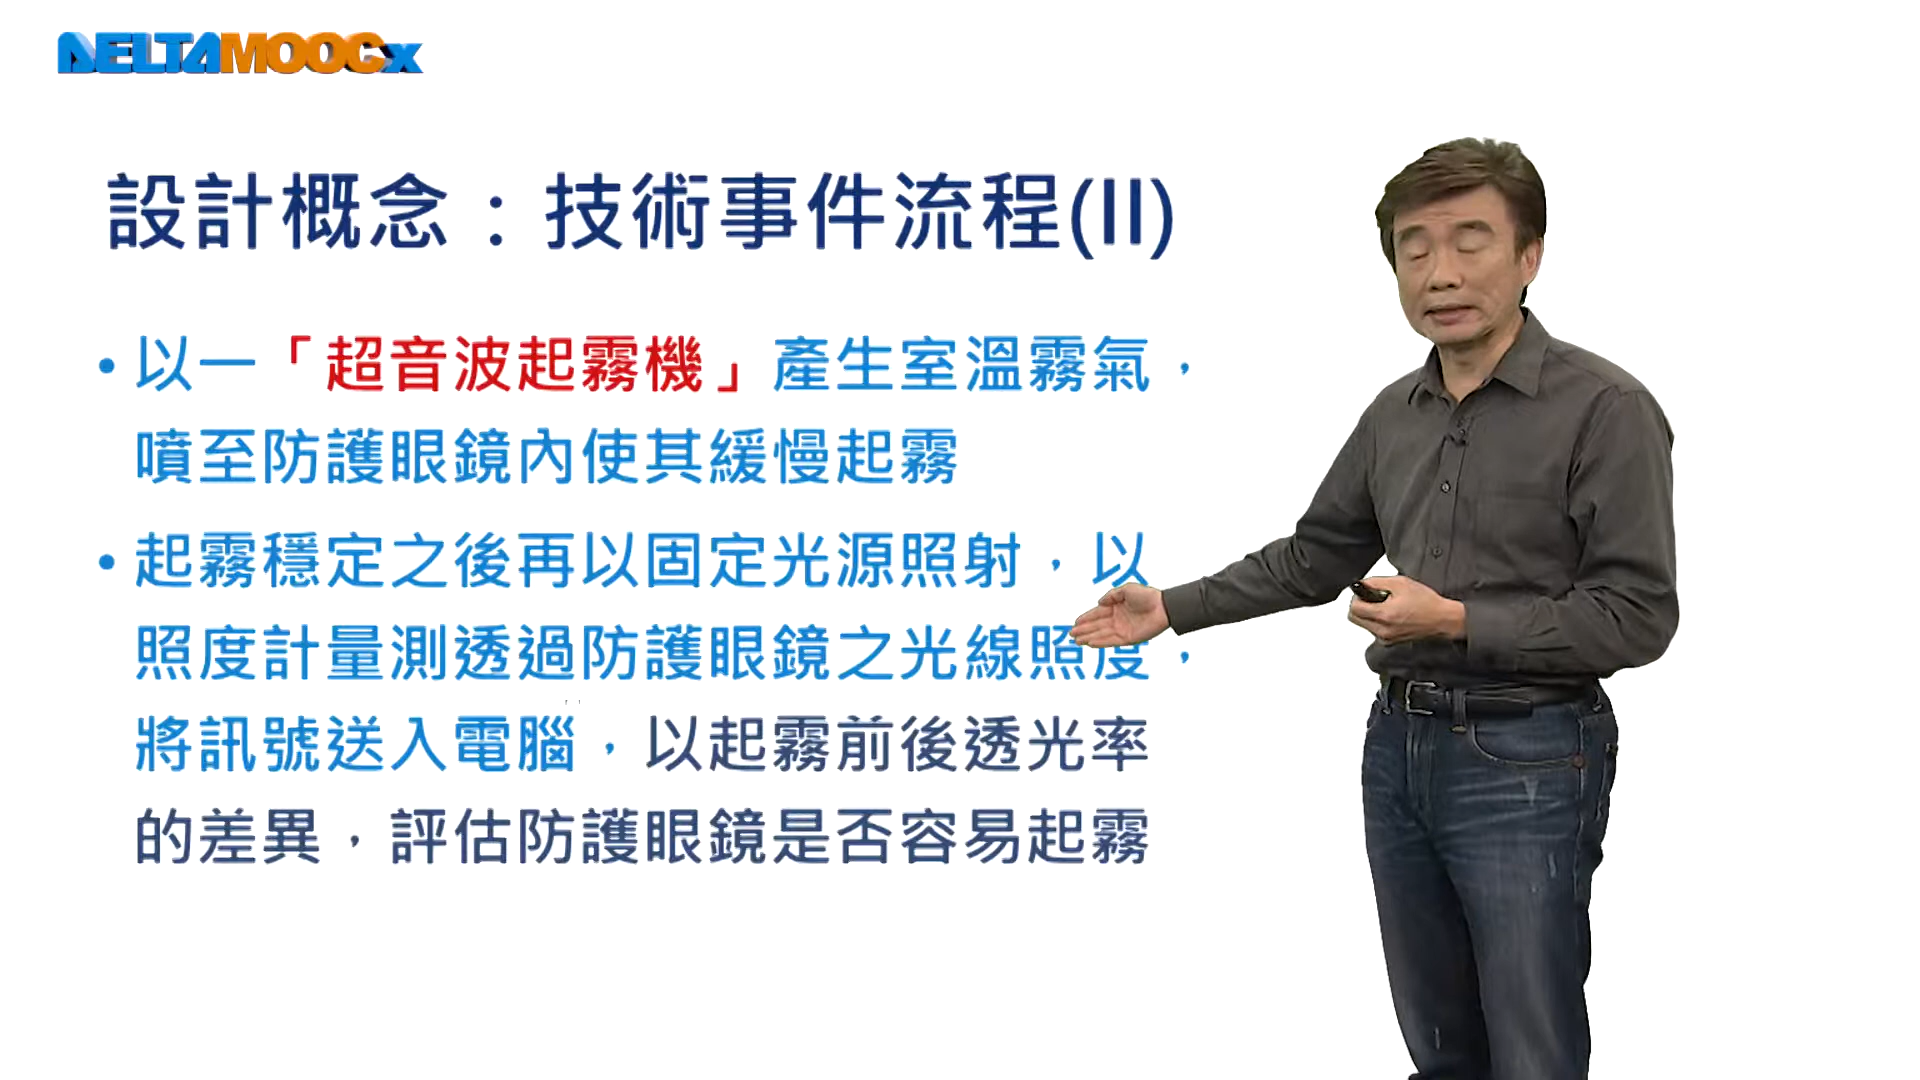 DELTAMOOCx
設計概念：技術事件流程(II)
• 以一「超音波起霧機」產生室溫霧氣，
噴至防護眼鏡內使其緩慢起霧
• 起霧穩定之後再以固定光源照射，以
照度計量測透過防護眼鏡之光線照度，
將訊號送入電腦，以起霧前後透光率
的差異，評估防護眼鏡是否容易起霧